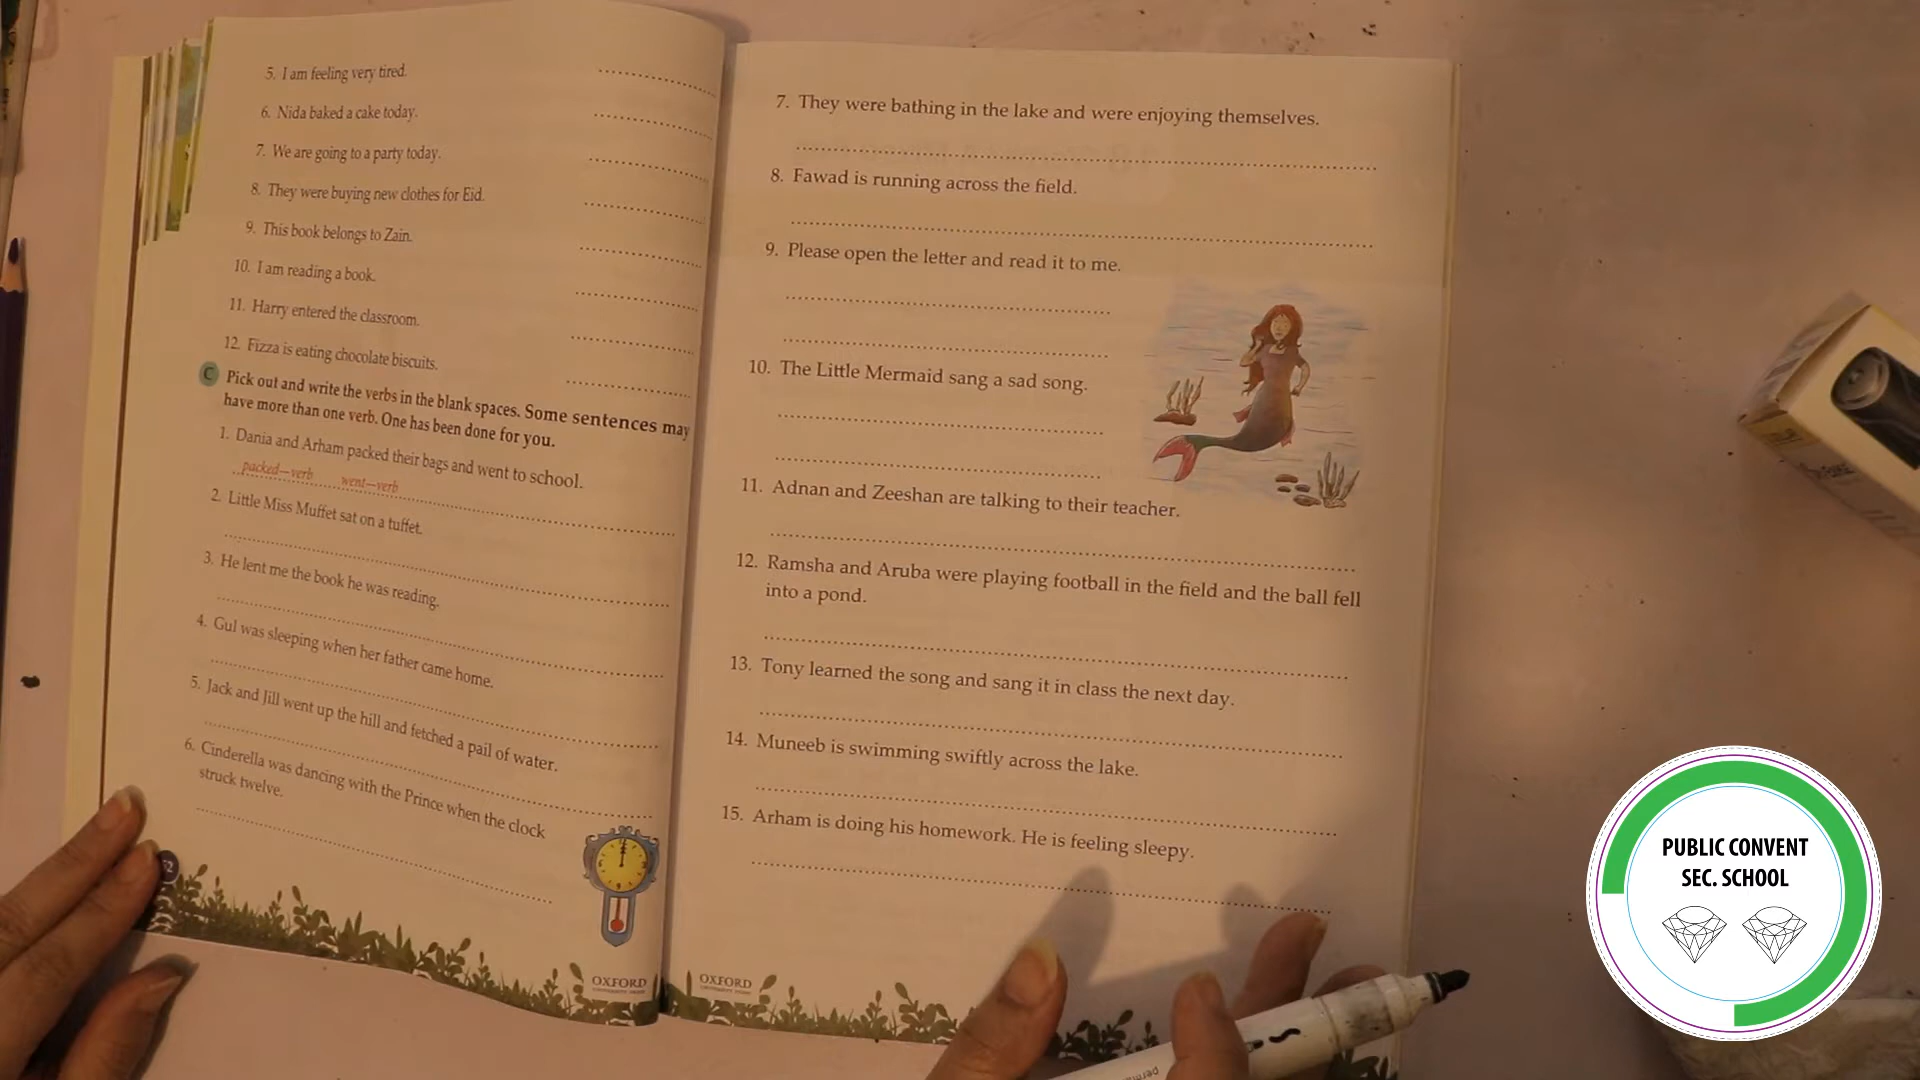 5. I am feeling very tired.
6. Nida baked a cake today.
7. We are going to a party today.
8. They were buying new clothes for Eid.
9. This book belongs to Zain.
10. I am reading a book.
11. Harry entered the classroom.
12. Fizza is eating chocolate biscuits.
C Pick out and write the verbs in the blank spaces. Some sentences may
have more than one verb. One has been done for you.
1. Dania and Arham packed their bags and went to school.
packed—verb went—verb
2. Little Miss Muffet sat on a tuffet.
3. He lent me the book he was reading.
4. Gul was sleeping when her father came home.
5. Jack and Jill went up the hill and fetched a pail of water.
6. Cinderella was dancing with the Prince when the clock
struck twelve.
OXFORD
UNIVERSITY PRESS
7. They were bathing in the lake and were enjoying themselves.
8. Fawad is running across the field.
9. Please open the letter and read it to me.
10. The Little Mermaid sang a sad song.
11. Adnan and Zeeshan are talking to their teacher.
12. Ramsha and Aruba were playing football in the field and the ball fell
into a pond.
13. Tony learned the song and sang it in class the next day.
14. Muneeb is swimming swiftly across the lake.
15. Arham is doing his homework. He is feeling sleepy.
OXFORD
UNIVERSITY PRESS
PUBLIC CONVENT
SEC. SCHOOL